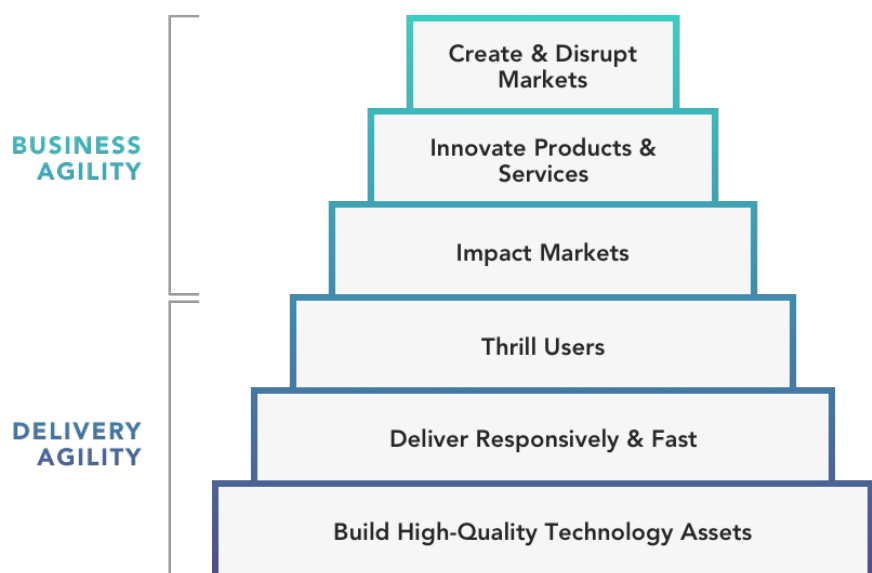 Create & Disrupt
Markets
BUSINESS
AGILITY
Innovate Products &
Services
Impact Markets
Thrill Users
DELIVERY
AGILITY
Deliver Responsively & Fast
Build High-Quality Technology Assets